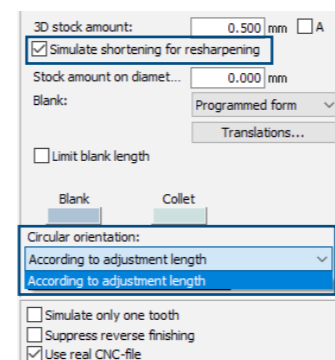 3D stock amount: 0.500 mm A
Simulate shortening for resharpening
Stock amount on diamet... 0.000 mm
Blank: Programmed form
Translations...
Limit blank length
Blank Collet
Circular orientation:
According to adjustment length
According to adjustment length
Simulate only one tooth
Suppress reverse finishing
Use real CNC-file